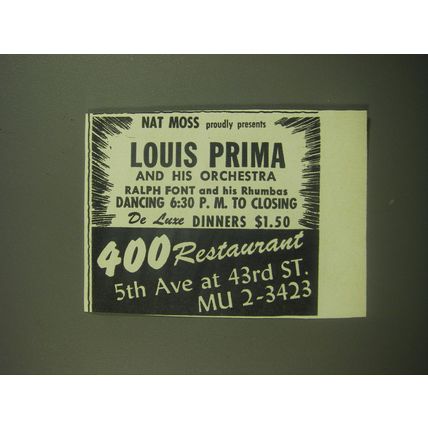 NAT MOSS proudly presents
LOUIS PRIMA
AND HIS ORCHESTRA
RALPH FONT and his Rhumbas
DANCING 6:30 P. M. TO CLOSING
De Luxe DINNERS $1.50
400 Restaurant
5th Ave at 43rd ST.
MU 2-3423